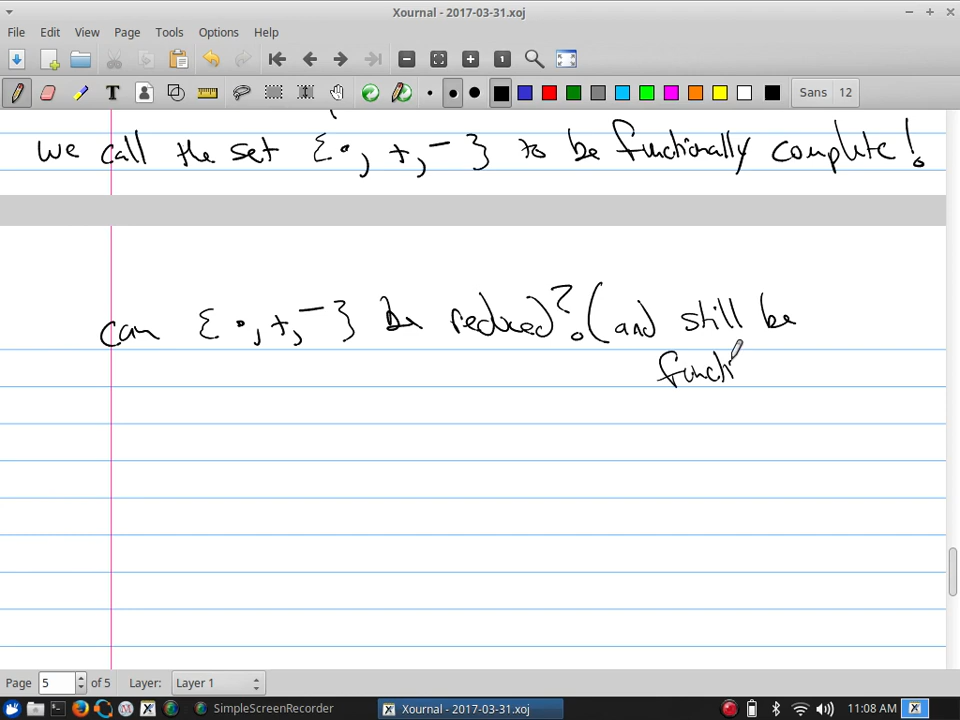 Xournal - 2017-03-31.xoj
File Edit View Page Tools Options Help
Sans 12
we call the set {·, +, ‾} to be functionally complete!
can {·, +, ‾} be reduced? (and still be
functi
Page 5 of 5 Layer: Layer 1
SimpleScreenRecorder Xournal - 2017-03-31.xoj 11:08 AM